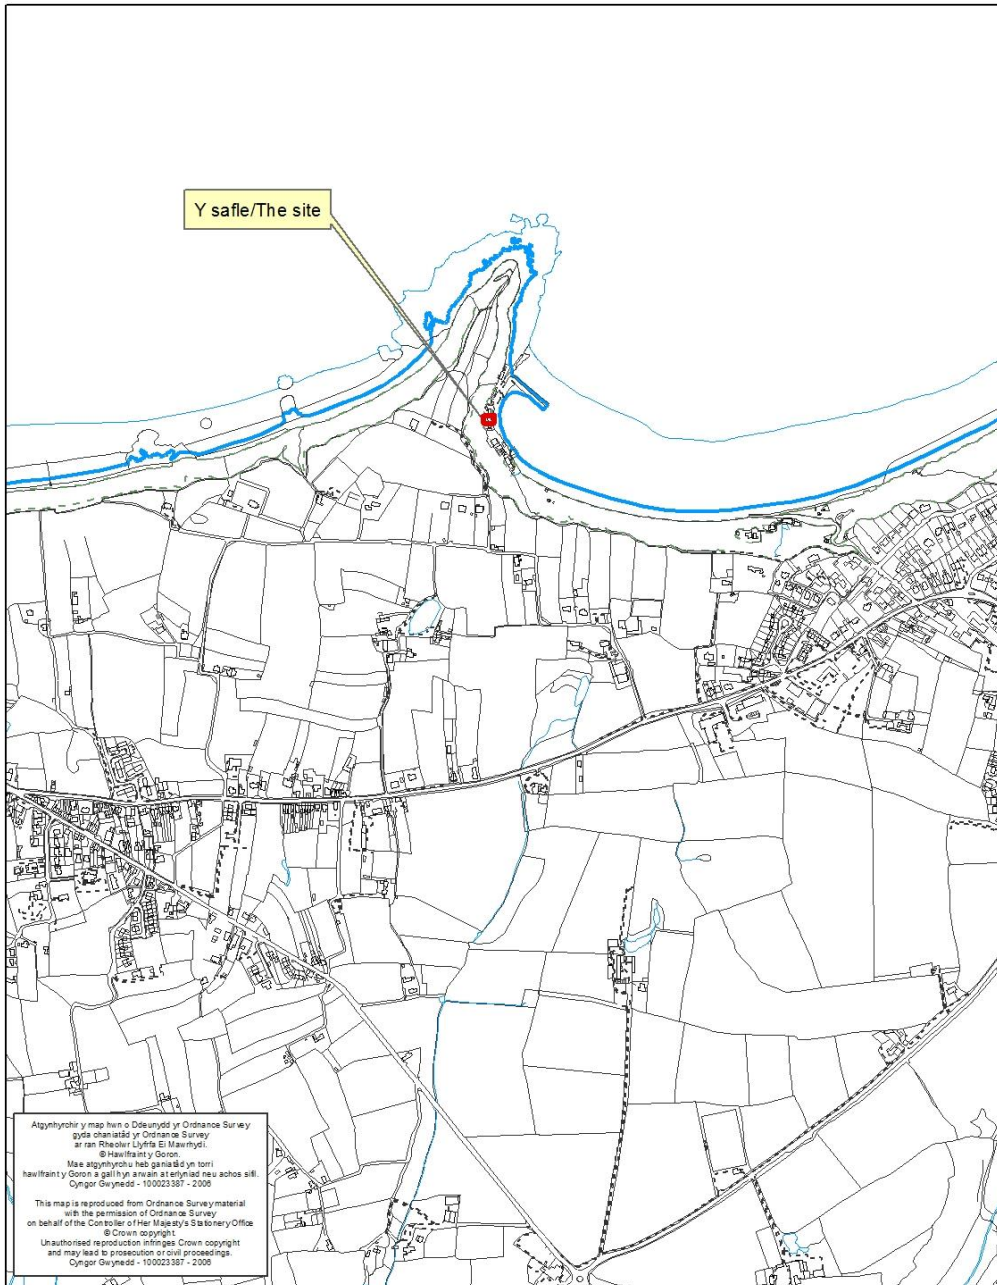 Y safle/The site
Atgynhyrchir y map hwn o Ddeunydd yr Ordnance Survey
gyda chaniatâd yr Ordnance Survey
ar ran Rheolwr Llyfrfa Ei Mawrhydi.
© Hawlfraint y Goron.
Mae atgynhyrchu heb ganiatâd yn torri
hawlfraint y Goron a gall hyn arwain at erlyniad neu achos sifil.
Cyngor Gwynedd - 100023387 - 2006
This map is reproduced from Ordnance Survey material
with the permission of Ordnance Survey
on behalf of the Controller of Her Majesty's Stationery Office
© Crown copyright.
Unauthorised reproduction infringes Crown copyright
and may lead to prosecution or civil proceedings.
Cyngor Gwynedd - 100023387 - 2006